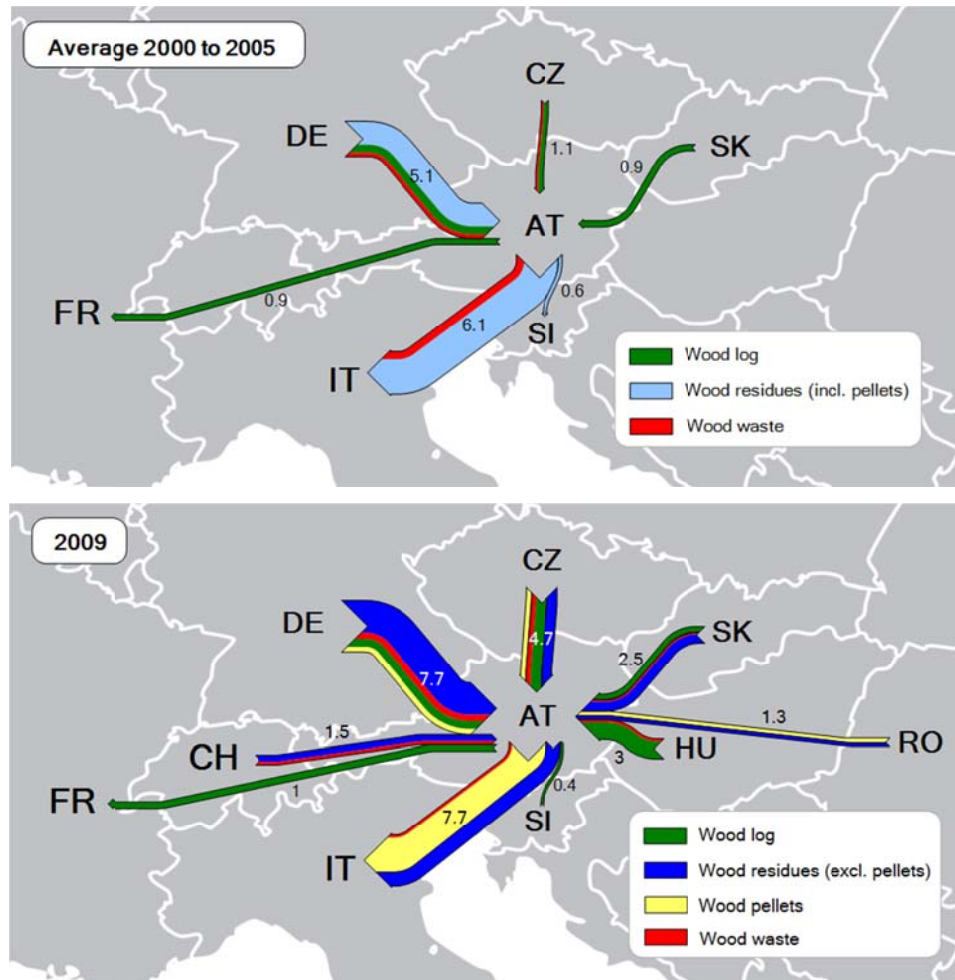 Average 2000 to 2005
CZ
DE
SK
1.1
0.9
5.1
AT
0.9
FR
0.6
6.1
SI
IT
Wood log
Wood residues (incl. pellets)
Wood waste
2009
CZ
DE
SK
4.7
2.5
7.7
AT
1.3
1.5
CH
HU
RO
FR
1
3
0.4
7.7
SI
IT
Wood log
Wood residues (excl. pellets)
Wood pellets
Wood waste